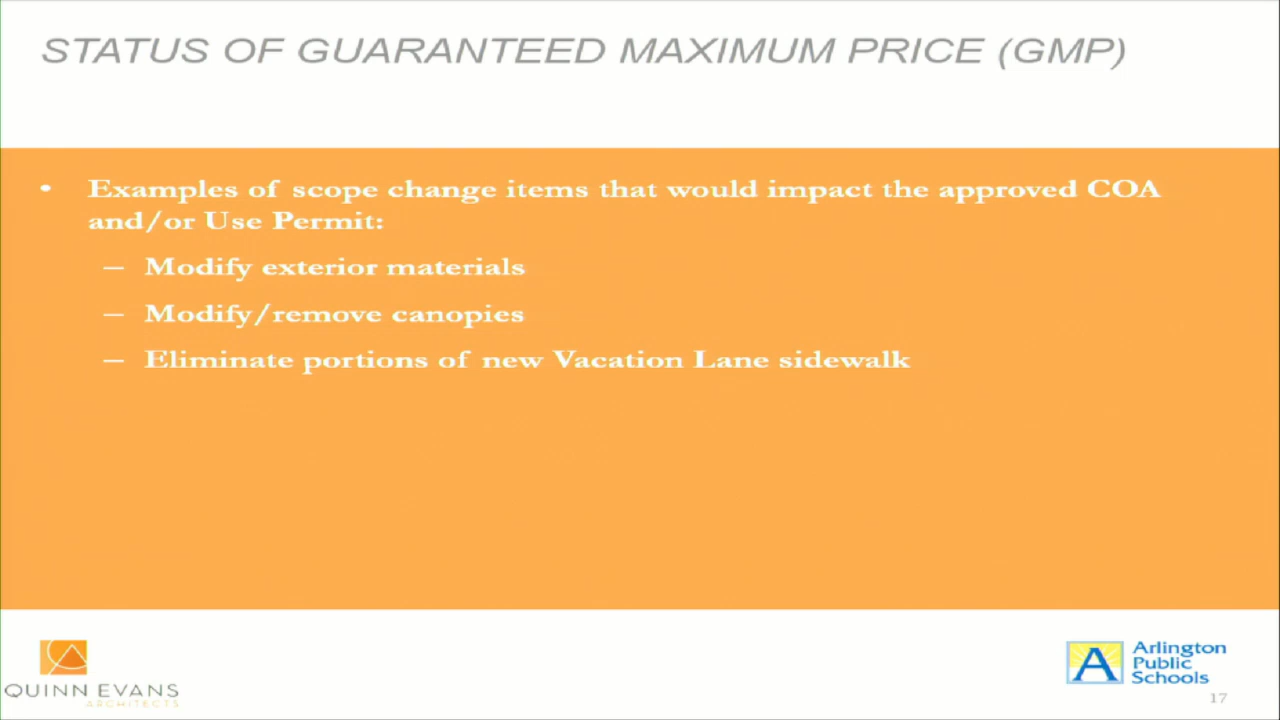 STATUS OF GUARANTEED MAXIMUM PRICE (GMP)
• Examples of scope change items that would impact the approved COA
and/or Use Permit:
– Modify exterior materials
– Modify/remove canopies
– Eliminate portions of new Vacation Lane sidewalk
QUINN EVANS
ARCHITECTS
Arlington
Public
Schools
17